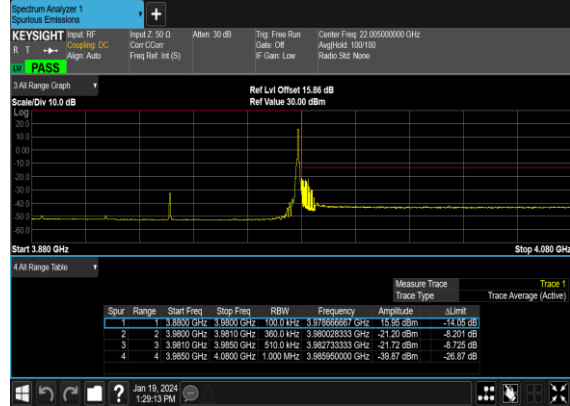 Spectrum Analyzer 1
Spurious Emissions
+
KEYSIGHT Input: RF Input Z: 50 Ω Atten: 30 dB Trig: Free Run Center Freq: 22.005000000 GHz
R T Coupling: DC Corr CCorr Gate: Off Avg|Hold: 100/100
Align: Auto Freq Ref: Int (S) IF Gain: Low Radio Std: None
PASS
3 All Range Graph
Ref Lvl Offset 15.86 dB
Scale/Div 10.0 dB Ref Value 30.00 dBm
Log
20.0
10.0
0.00
-10.0
-20.0
-30.0
-40.0
-50.0
-60.0
Start 3.880 GHz Stop 4.080 GHz
4 All Range Table
Measure Trace Trace 1
Trace Type Trace Average (Active)
Spur Range Start Freq Stop Freq RBW Frequency Amplitude ΔLimit
1 1 3.8800 GHz 3.9800 GHz 100.0 kHz 3.978666667 GHz 15.95 dBm -14.05 dB
2 2 3.9800 GHz 3.9810 GHz 360.0 kHz 3.980028333 GHz -21.20 dBm -8.201 dB
3 3 3.9810 GHz 3.9850 GHz 510.0 kHz 3.982733333 GHz -21.72 dBm -8.725 dB
4 4 3.9850 GHz 4.0800 GHz 1.000 MHz 3.985950000 GHz -39.87 dBm -26.87 dB
? Jan 19, 2024
1:29:13 PM